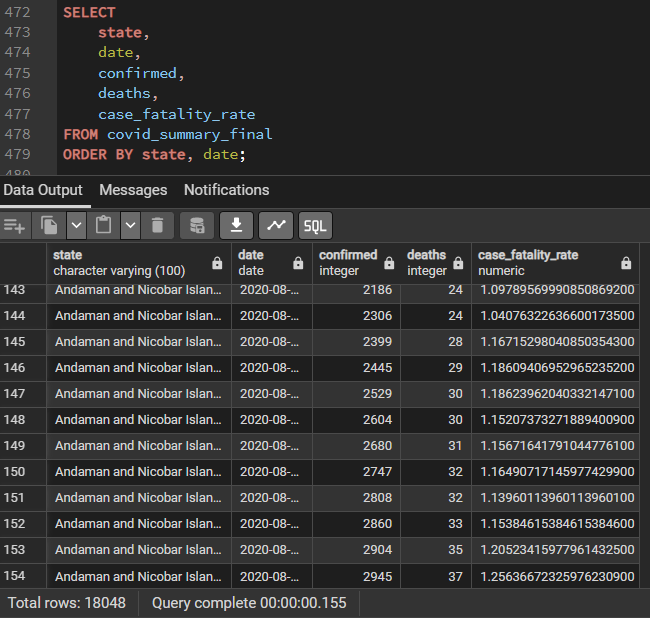 472 SELECT
473 state,
474 date,
475 confirmed,
476 deaths,
477 case_fatality_rate
478 FROM covid_summary_final
479 ORDER BY state, date;
480
Data Output Messages Notifications
SQL
state date confirmed deaths case_fatality_rate
character varying (100) date integer integer numeric
143 Andaman and Nicobar Islan... 2020-08-... 2186 24 1.09789569990850869200
144 Andaman and Nicobar Islan... 2020-08-... 2306 24 1.04076322636600173500
145 Andaman and Nicobar Islan... 2020-08-... 2399 28 1.16715298040850354300
146 Andaman and Nicobar Islan... 2020-08-... 2445 29 1.18609406952965235200
147 Andaman and Nicobar Islan... 2020-08-... 2529 30 1.18623962040332147100
148 Andaman and Nicobar Islan... 2020-08-... 2604 30 1.15207373271889400900
149 Andaman and Nicobar Islan... 2020-08-... 2680 31 1.15671641791044776100
150 Andaman and Nicobar Islan... 2020-08-... 2747 32 1.16490717145977429900
151 Andaman and Nicobar Islan... 2020-08-... 2808 32 1.13960113960113960100
152 Andaman and Nicobar Islan... 2020-08-... 2860 33 1.15384615384615384600
153 Andaman and Nicobar Islan... 2020-08-... 2904 35 1.20523415977961432500
154 Andaman and Nicobar Islan... 2020-08-... 2945 37 1.25636672325976230900
Total rows: 18048 Query complete 00:00:00.155